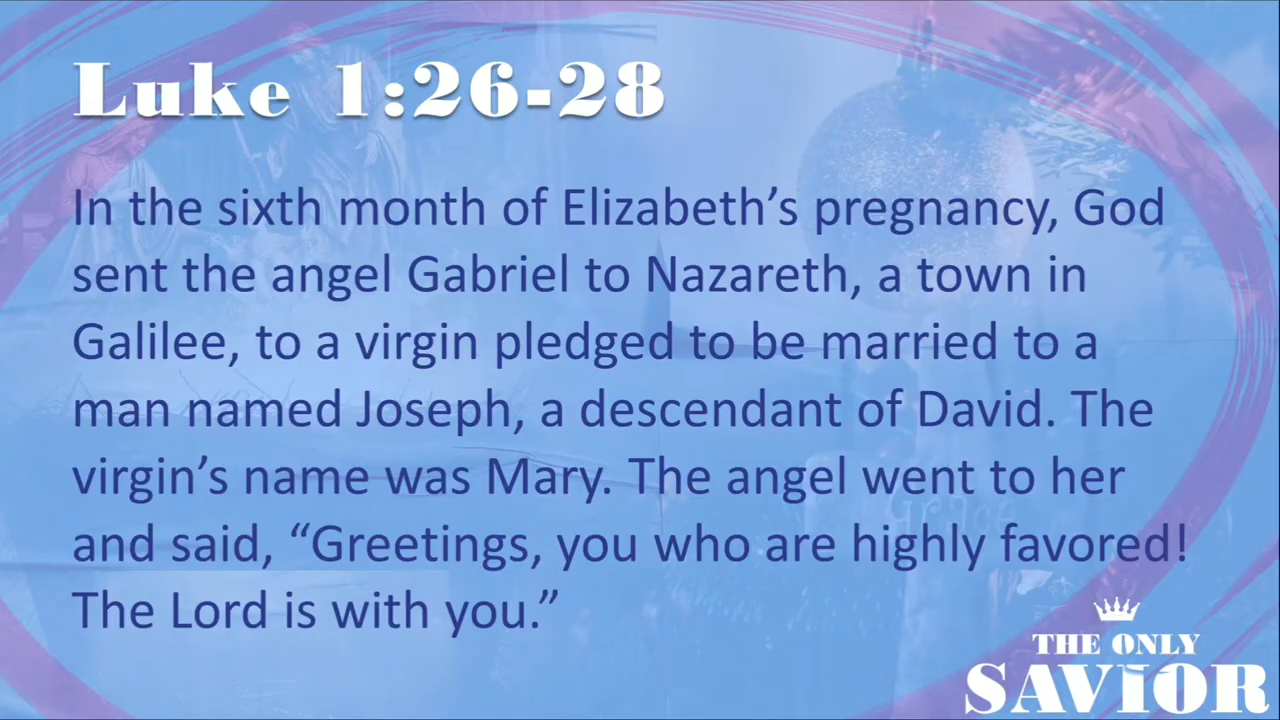 Luke 1:26-28
In the sixth month of Elizabeth’s pregnancy, God
sent the angel Gabriel to Nazareth, a town in
Galilee, to a virgin pledged to be married to a
man named Joseph, a descendant of David. The
virgin’s name was Mary. The angel went to her
and said, “Greetings, you who are highly favored!
The Lord is with you.”
Grace
THE ONLY
SAVIOR